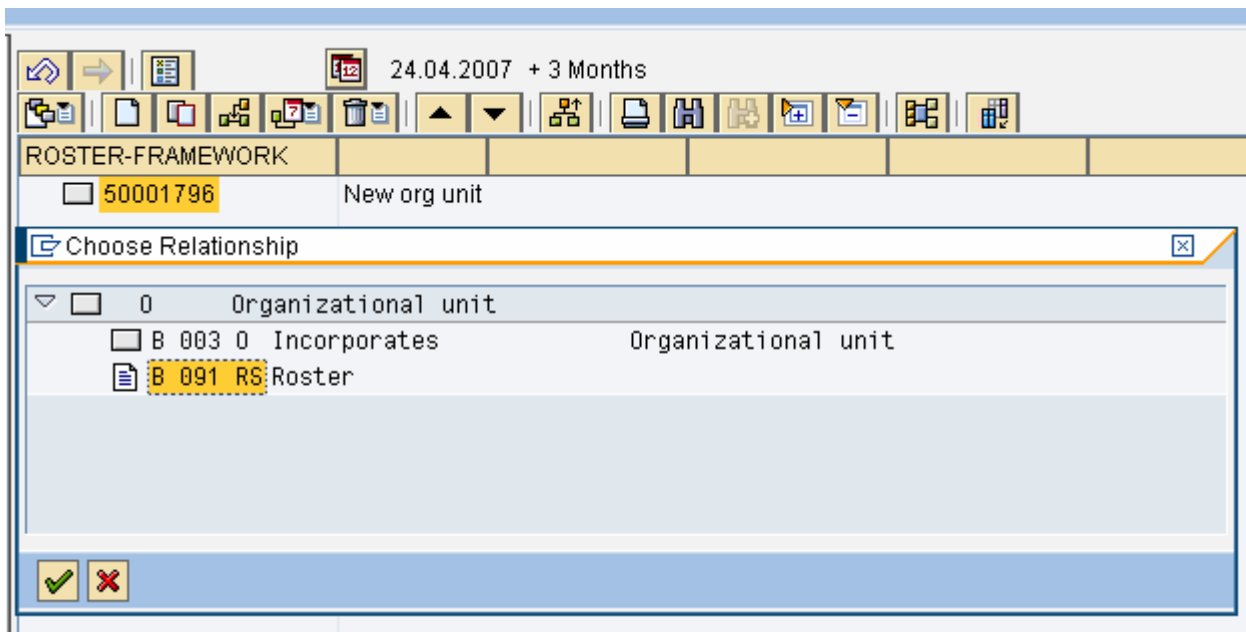 24.04.2007 + 3 Months
ROSTER-FRAMEWORK
50001796 New org unit
Choose Relationship
O Organizational unit
B 003 O Incorporates Organizational unit
B 091 RS Roster